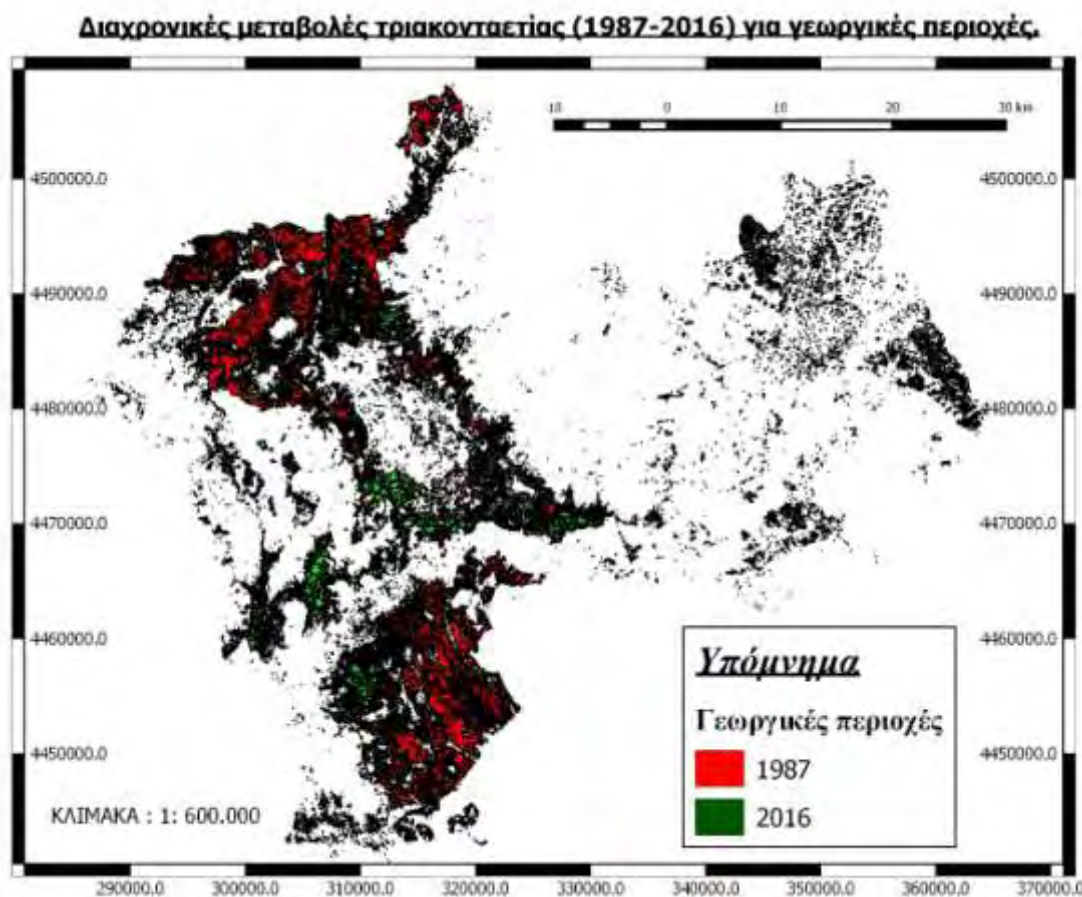 Διαχρονικές μεταβολές τριακονταετίας (1987-2016) για γεωργικές περιοχές.
10 0 10 20 30 km
4500000.0 4500000.0
4490000.0 4490000.0
4480000.0 4480000.0
4470000.0 4470000.0
4460000.0 4460000.0
4450000.0 4450000.0
Υπόμνημα
Γεωργικές περιοχές
1987
2016
ΚΛΙΜΑΚΑ : 1: 600.000
290000.0 300000.0 310000.0 320000.0 330000.0 340000.0 350000.0 360000.0 370000.0